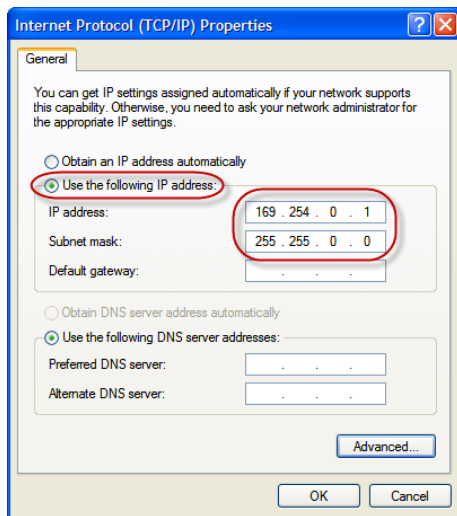 Internet Protocol (TCP/IP) Properties
General
You can get IP settings assigned automatically if your network supports
this capability. Otherwise, you need to ask your network administrator for
the appropriate IP settings.
Obtain an IP address automatically
Use the following IP address:
IP address: 169 . 254 . 0 . 1
Subnet mask: 255 . 255 . 0 . 0
Default gateway: . . .
Obtain DNS server address automatically
Use the following DNS server addresses:
Preferred DNS server: . . .
Alternate DNS server: . . .
Advanced...
OK Cancel